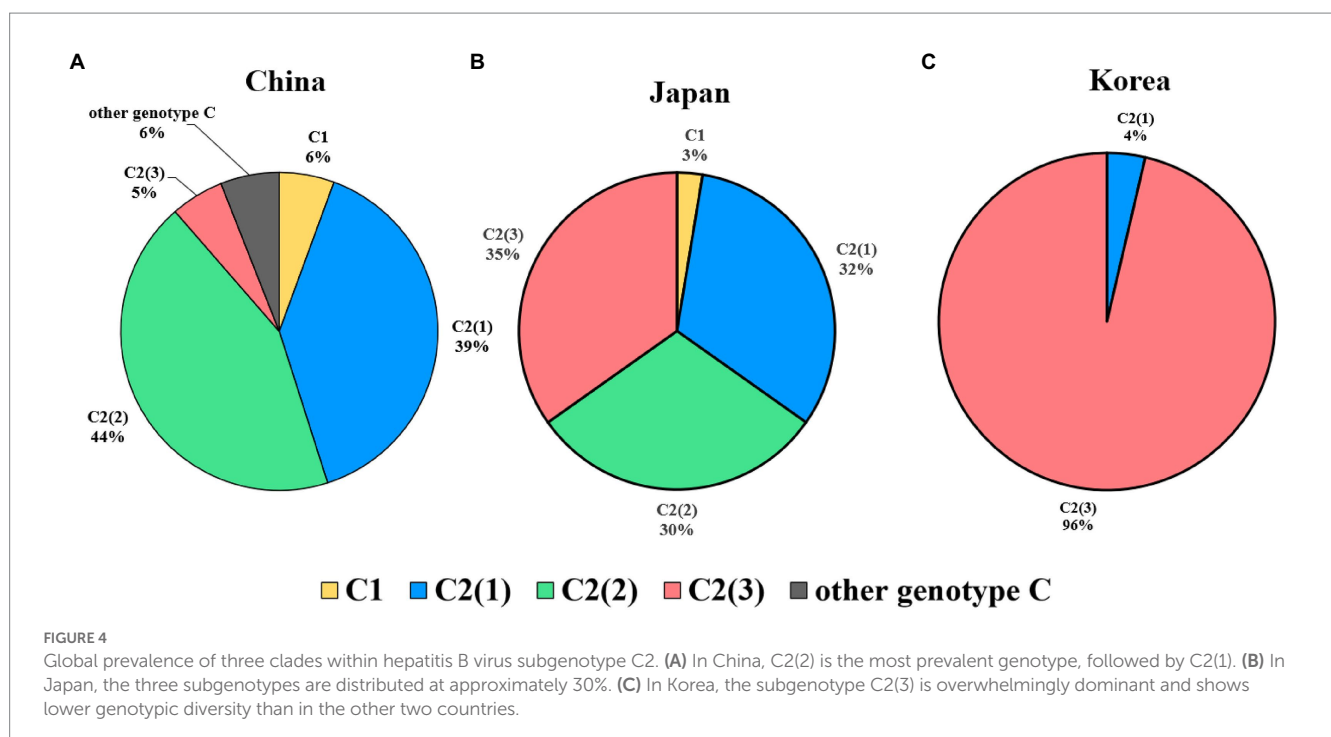 A
China
other genotype C
6%
C1
6%
C2(3)
5%
C2(1)
39%
C2(2)
44%
B
Japan
C1
3%
C2(3)
35%
C2(1)
32%
C2(2)
30%
C
Korea
C2(1)
4%
C2(3)
96%
C1 C2(1) C2(2) C2(3) other genotype C
FIGURE 4
Global prevalence of three clades within hepatitis B virus subgenotype C2. (A) In China, C2(2) is the most prevalent genotype, followed by C2(1). (B) In
Japan, the three subgenotypes are distributed at approximately 30%. (C) In Korea, the subgenotype C2(3) is overwhelmingly dominant and shows
lower genotypic diversity than in the other two countries.